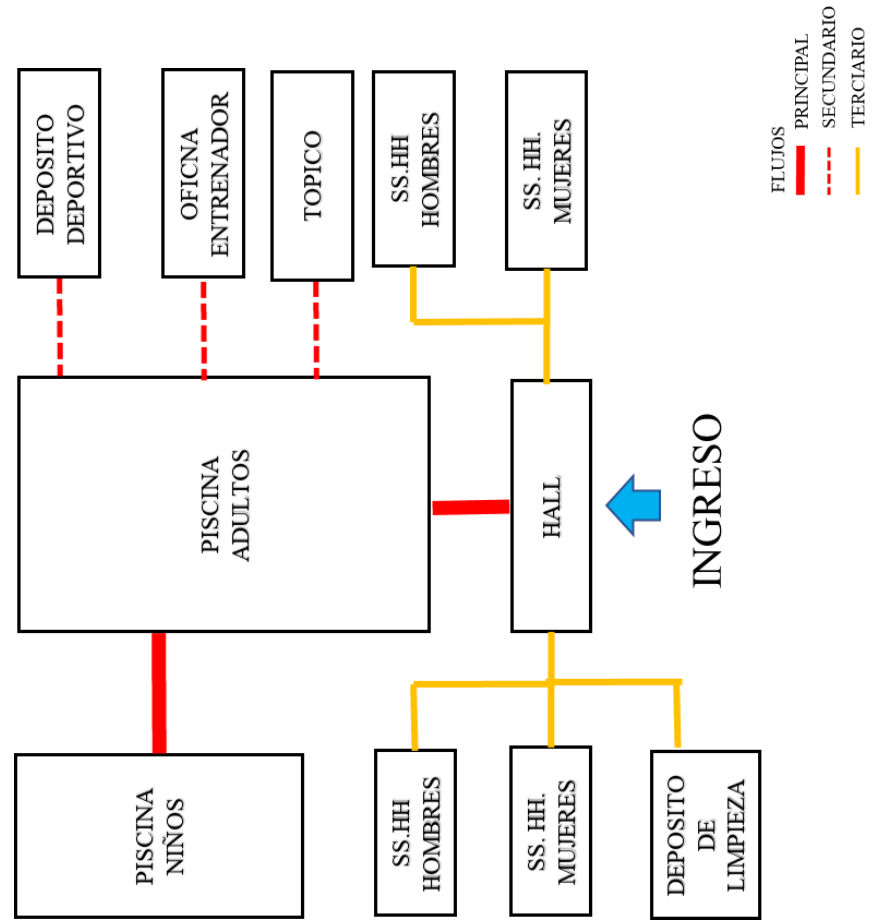 PISCINA
NIÑOS
PISCINA
ADULTOS
DEPOSITO
DEPORTIVO
OFICNA
ENTRENADOR
TOPICO
SS.HH
HOMBRES
SS.HH
HOMBRES
SS. HH.
MUJERES
HALL
SS. HH.
MUJERES
DEPOSITO
DE
LIMPIEZA
INGRESO
FLUJOS
PRINCIPAL
SECUNDARIO
TERCIARIO